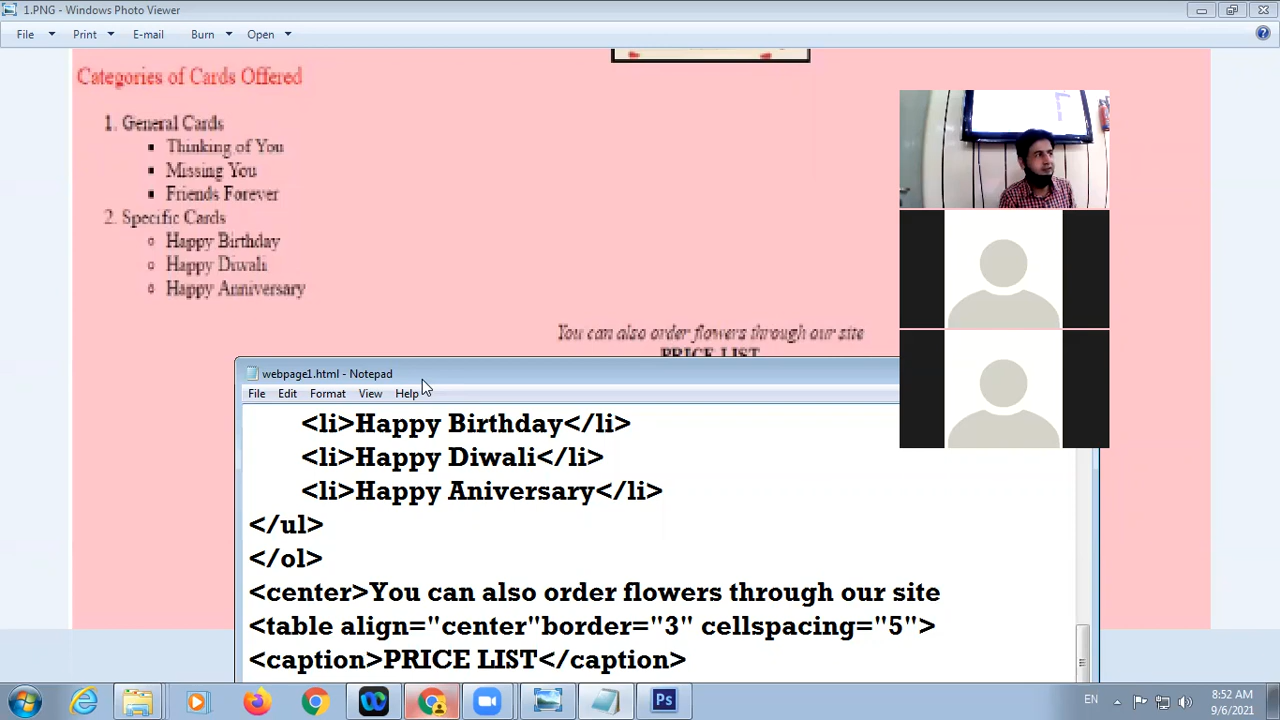 1.PNG - Windows Photo Viewer
File Print E-mail Burn Open
Categories of Cards Offered
1. General Cards
Thinking of You
Missing You
Friends Forever
2. Specific Cards
Happy Birthday
Happy Diwali
Happy Anniversary
You can also order flowers through our site
PRICE LIST
webpage1.html - Notepad
File Edit Format View Help
<li>Happy Birthday</li>
<li>Happy Diwali</li>
<li>Happy Aniversary</li>
</ul>
</ol>
<center>You can also order flowers through our site
<table align="center"border="3" cellspacing="5">
<caption>PRICE LIST</caption>
Ps
EN
8:52 AM
9/6/2021